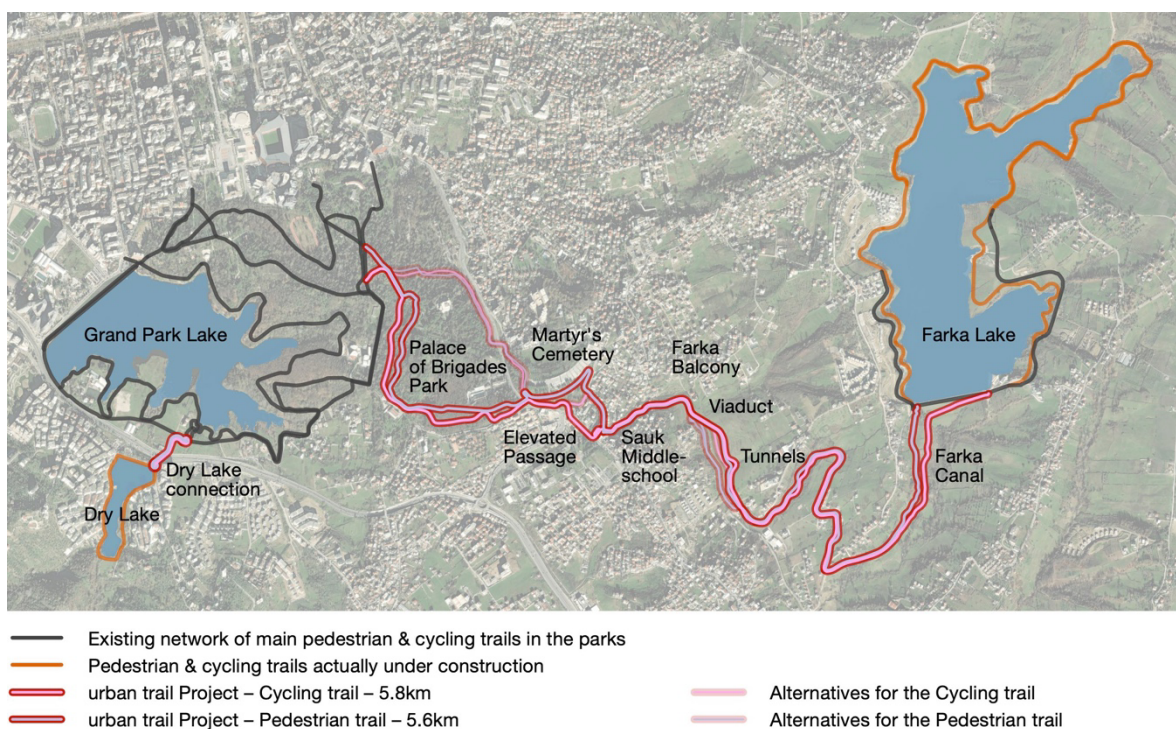 Grand Park Lake
Palace
of Brigades
Park
Martyr's
Cemetery
Farka
Balcony
Viaduct
Farka Lake
Elevated
Passage
Sauk
Middle-
school
Tunnels
Farka
Canal
Dry Lake
connection
Dry Lake
Existing network of main pedestrian & cycling trails in the parks
Pedestrian & cycling trails actually under construction
urban trail Project – Cycling trail – 5.8km
urban trail Project – Pedestrian trail – 5.6km
Alternatives for the Cycling trail
Alternatives for the Pedestrian trail